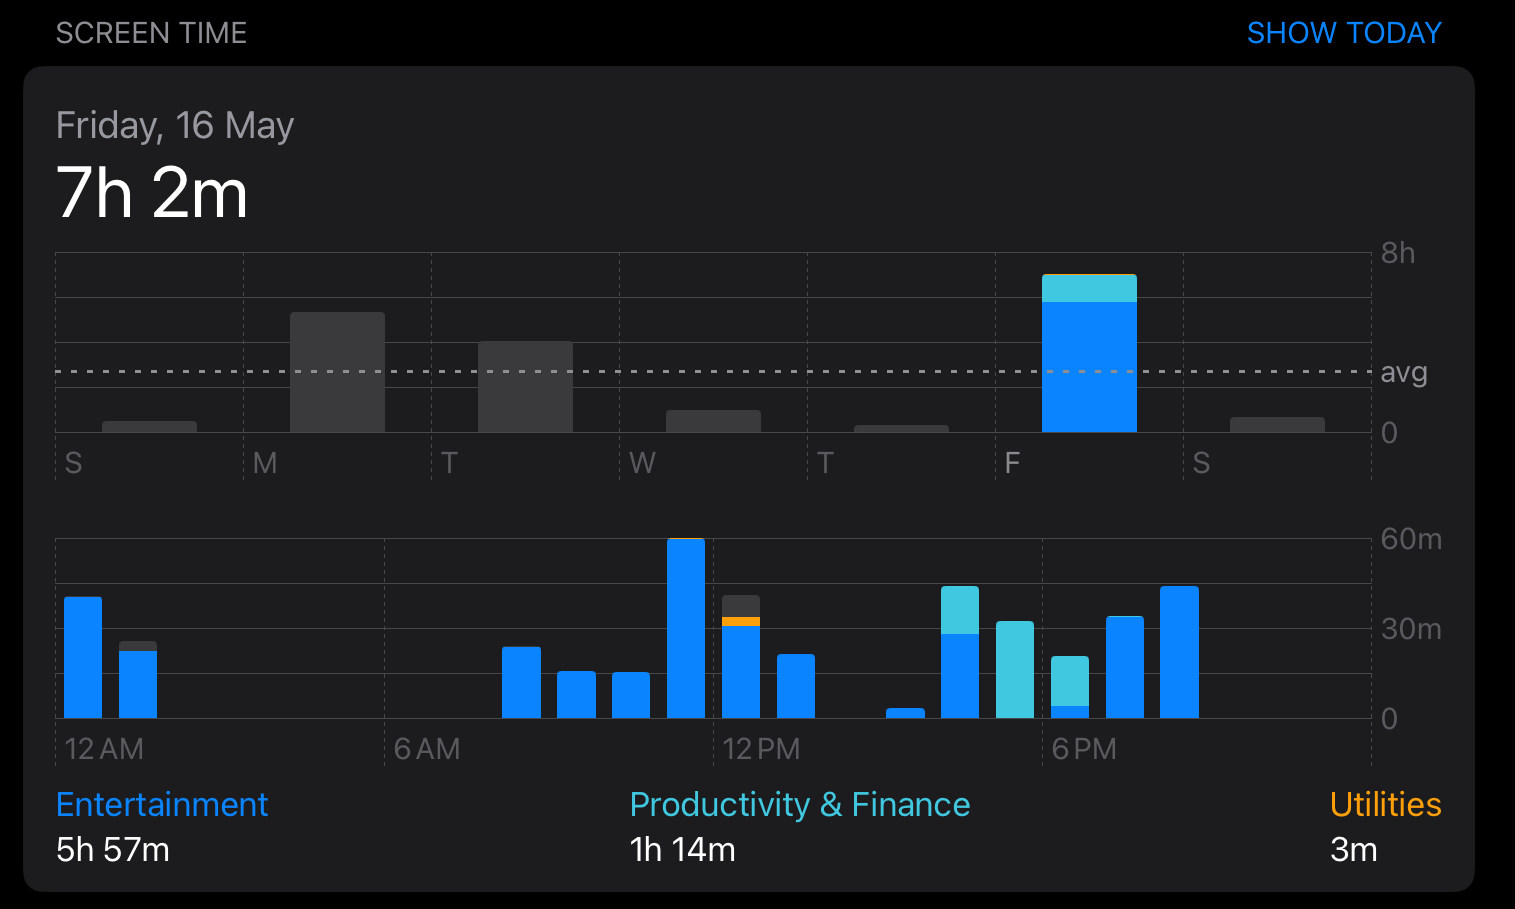 SCREEN TIME
SHOW TODAY
Friday, 16 May
7h 2m
8h
avg
0
S M T W T F S
60m
30m
0
12 AM 6 AM 12 PM 6 PM
Entertainment Productivity & Finance Utilities
5h 57m 1h 14m 3m